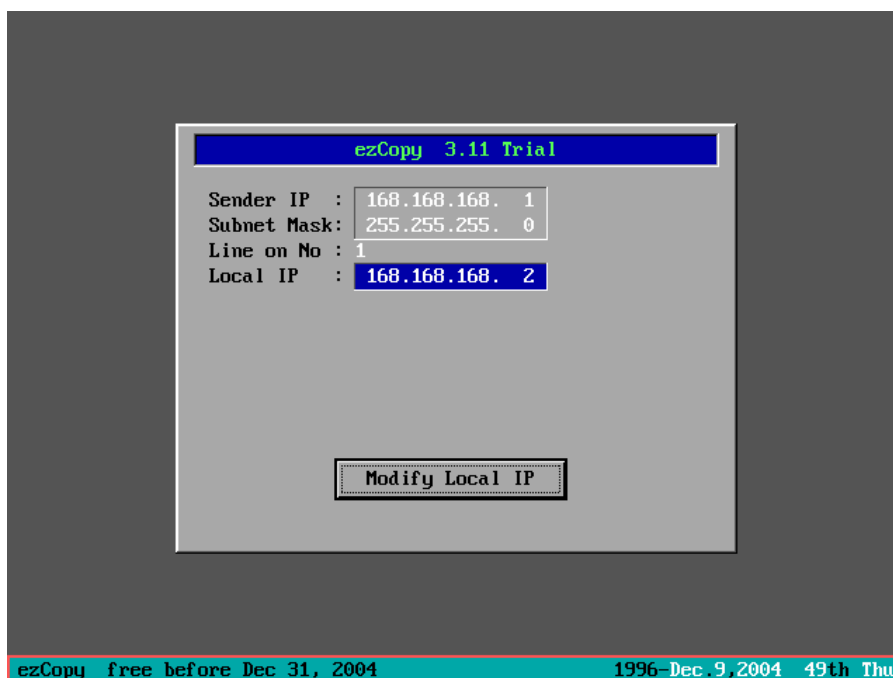 ezCopy 3.11 Trial
Sender IP : 168.168.168. 1
Subnet Mask: 255.255.255. 0
Line on No : 1
Local IP : 168.168.168. 2
Modify Local IP
ezCopy free before Dec 31, 2004 1996-Dec.9,2004 49th Thu